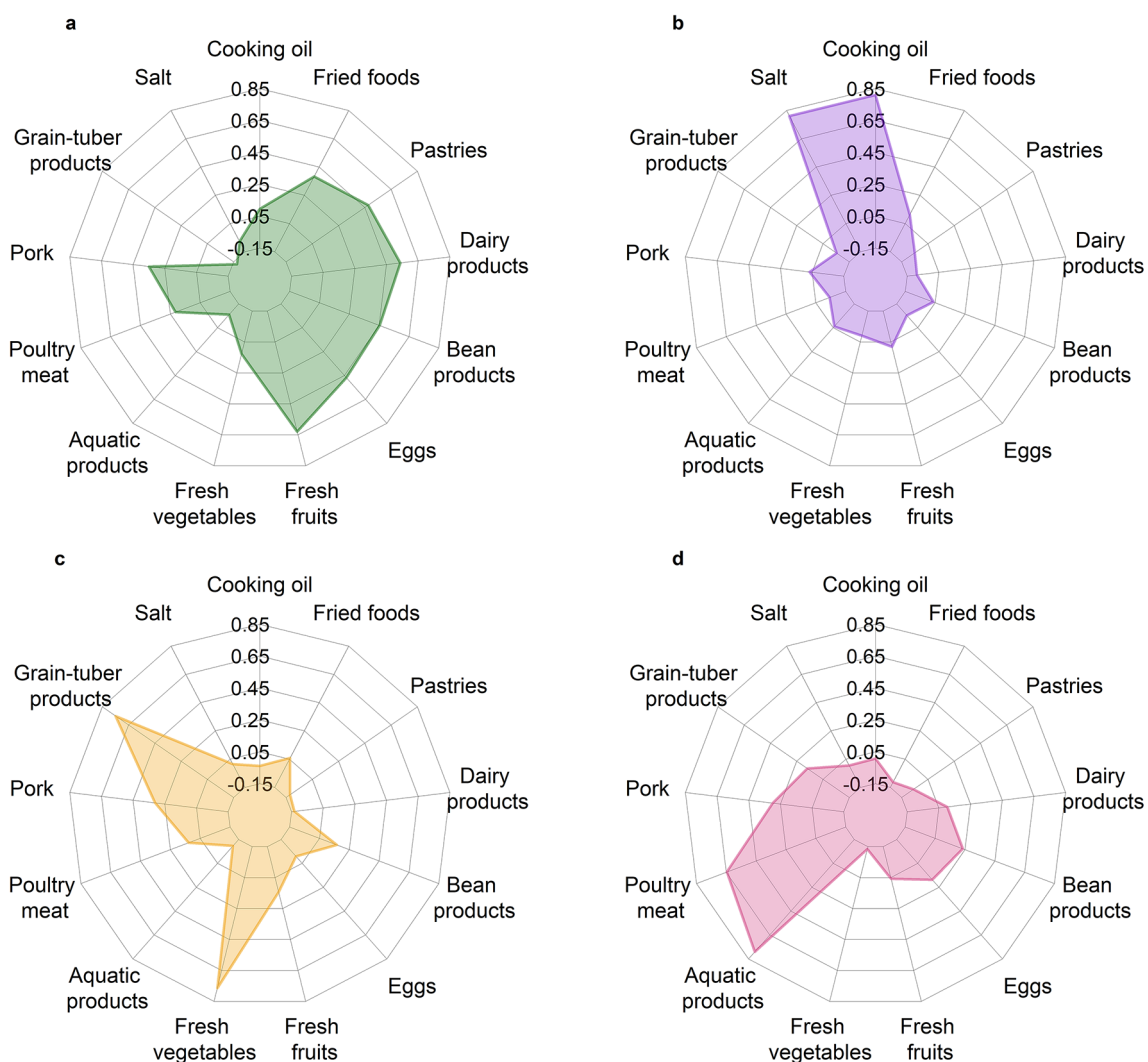 a
Cooking oil
Salt
Fried foods
0.85
0.65
0.45
0.25
0.05
-0.15
Grain-tuber
products
Pastries
Pork
Dairy
products
Poultry
meat
Bean
products
Aquatic
products
Eggs
Fresh
vegetables
Fresh
fruits
b
Cooking oil
Salt
Fried foods
0.85
0.65
0.45
0.25
0.05
-0.15
Grain-tuber
products
Pastries
Pork
Dairy
products
Poultry
meat
Bean
products
Aquatic
products
Eggs
Fresh
vegetables
Fresh
fruits
c
Cooking oil
Salt
Fried foods
0.85
0.65
0.45
0.25
0.05
-0.15
Grain-tuber
products
Pastries
Pork
Dairy
products
Poultry
meat
Bean
products
Aquatic
products
Eggs
Fresh
vegetables
Fresh
fruits
d
Cooking oil
Salt
Fried foods
0.85
0.65
0.45
0.25
0.05
-0.15
Grain-tuber
products
Pastries
Pork
Dairy
products
Poultry
meat
Bean
products
Aquatic
products
Eggs
Fresh
vegetables
Fresh
fruits